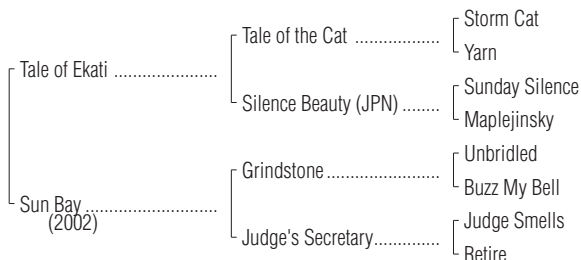 Storm Cat
Tale of the Cat ..................
Yarn
Tale of Ekati ......................
Sunday Silence
Silence Beauty (JPN) ........
Maplejinsky
Unbridled
Grindstone ........................
Buzz My Bell
Sun Bay ............................
(2002)
Judge Smells
Judge's Secretary..............
Retire